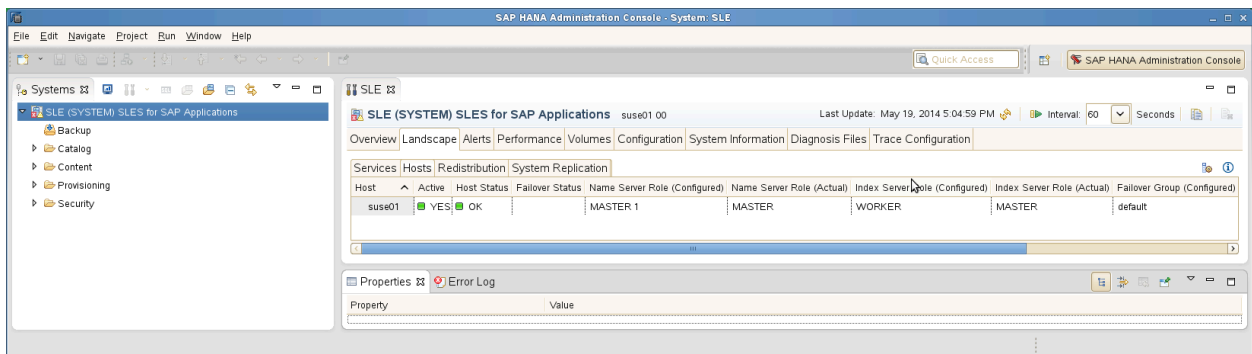 SAP HANA Administration Console - System: SLE
File Edit Navigate Project Run Window Help
Quick Access
SAP HANA Administration Console
Systems
SLE (SYSTEM) SLES for SAP Applications
Backup
Catalog
Content
Provisioning
Security
SLE
SLE (SYSTEM) SLES for SAP Applications suse01 00
Last Update: May 19, 2014 5:04:59 PM Interval: 60 Seconds
Overview Landscape Alerts Performance Volumes Configuration System Information Diagnosis Files Trace Configuration
Services Hosts Redistribution System Replication
Host Active Host Status Failover Status Name Server Role (Configured) Name Server Role (Actual) Index Server Role (Configured) Index Server Role (Actual) Failover Group (Configured)
suse01 YES OK MASTER 1 MASTER WORKER MASTER default
Properties Error Log
Property Value